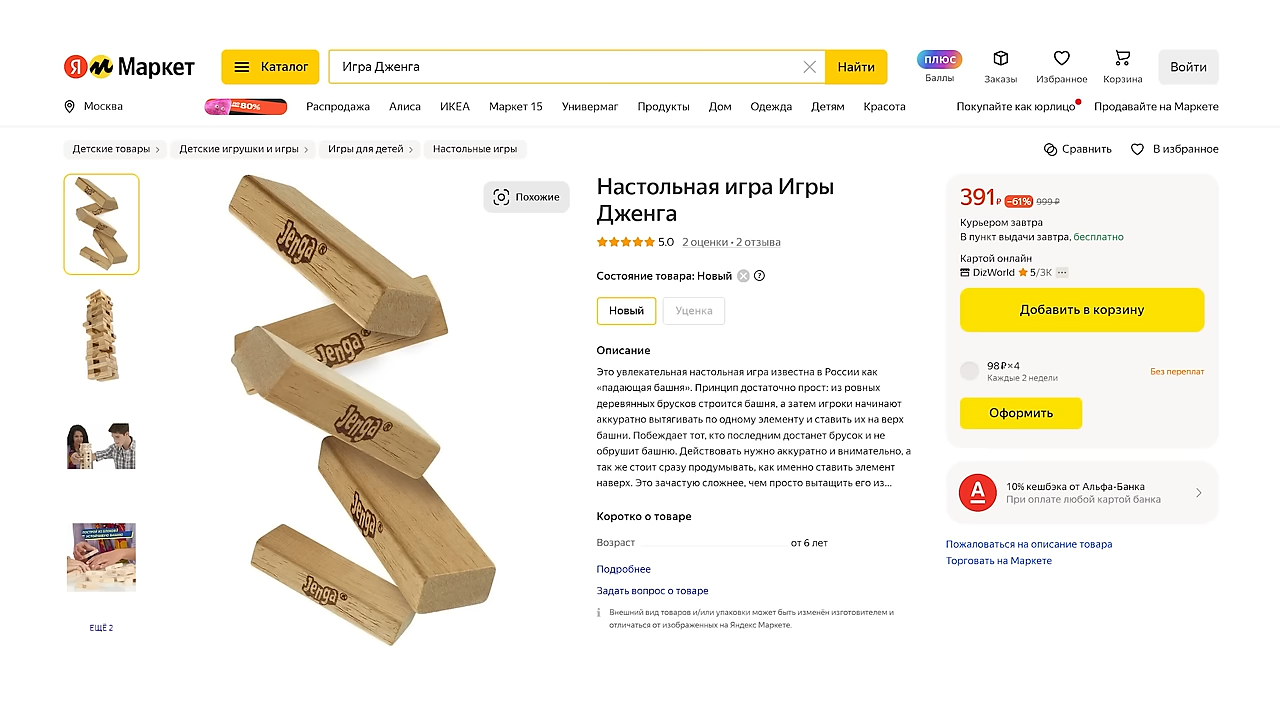 Я Маркет
Каталог
Игра Дженга
Найти
плюс
Баллы
Заказы
Избранное
Корзина
Войти
Москва
80%
Распродажа
Алиса
ИКЕА
Маркет 15
Универмаг
Продукты
Дом
Одежда
Детям
Красота
Покупайте как юрлицо
Продавайте на Маркете
Детские товары
Детские игрушки и игры
Игры для детей
Настольные игры
Сравнить
В избранное
Похожие
Jenga®
Jenga®
Jenga®
Jenga®
Jenga®
ЕЩЁ 2
Настольная игра Игры
Дженга
5.0 2 оценки • 2 отзыва
Состояние товара: Новый
Новый
Уценка
Описание
Это увлекательная настольная игра известна в России как
«падающая башня». Принцип достаточно прост: из ровных
деревянных брусков строится башня, а затем игроки начинают
аккуратно вытягивать по одному элементу и ставить их на верх
башни. Побеждает тот, кто последним достанет брусок и не
обрушит башню. Действовать нужно аккуратно и внимательно, а
так же стоит сразу продумывать, как именно ставить элемент
наверх. Это зачастую сложнее, чем просто вытащить его из...
Коротко о товаре
Возраст от 6 лет
Подробнее
Задать вопрос о товаре
Внешний вид товаров и/или упаковки может быть изменён изготовителем и
отличаться от изображенных на Яндекс Маркете.
391₽ –61% 999 ₽
Курьером завтра
В пункт выдачи завтра, бесплатно
Картой онлайн
DizWorld 5/3K ···
Добавить в корзину
98₽×4
Каждые 2 недели
Без переплат
Оформить
А
10% кешбэка от Альфа-Банка
При оплате любой картой банка
Пожаловаться на описание товара
Торговать на Маркете